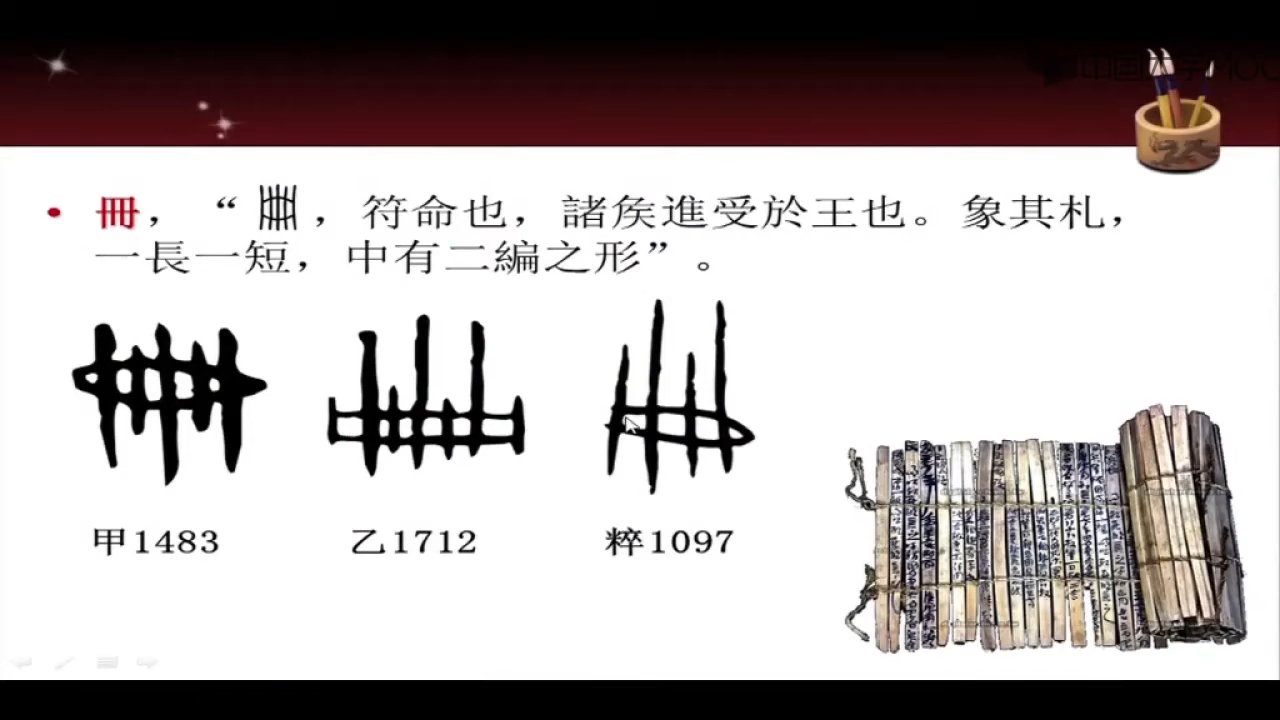 冊，“ 𠕋 ，符命也，諸矦進受於王也。象其札，
一長一短，中有二編之形”。
甲1483
乙1712
粹1097